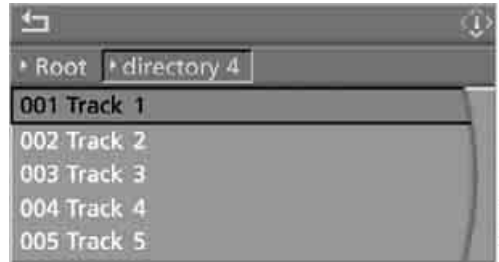 Root directory 4
001 Track 1
002 Track 2
003 Track 3
004 Track 4
005 Track 5